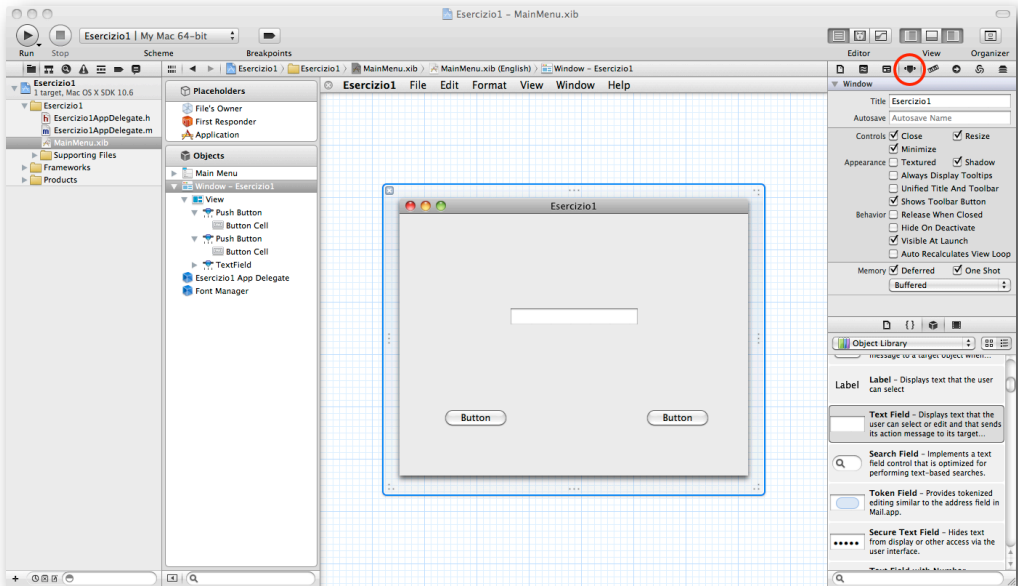 Esercizio1 - MainMenu.xib
Esercizio1 | My Mac 64-bit
Run
Stop
Scheme
Breakpoints
Editor
View
Organizer
Esercizio1
1 target, Mac OS X SDK 10.6
Esercizio1
Esercizio1AppDelegate.h
Esercizio1AppDelegate.m
MainMenu.xib
Supporting Files
Frameworks
Products
Esercizio1 〉 Esercizio1 〉 MainMenu.xib 〉 MainMenu.xib (English) 〉 Window - Esercizio1
Placeholders
File's Owner
First Responder
Application
Objects
Main Menu
Window - Esercizio1
View
Push Button
Button Cell
Push Button
Button Cell
TextField
Esercizio1 App Delegate
Font Manager
Esercizio1 File Edit Format View Window Help
Esercizio1
Button
Button
Window
Title Esercizio1
Autosave Autosave Name
Controls Close Resize
Minimize
Appearance Textured Shadow
Always Display Tooltips
Unified Title And Toolbar
Shows Toolbar Button
Behavior Release When Closed
Hide On Deactivate
Visible At Launch
Auto Recalculates View Loop
Memory Deferred One Shot
Buffered
{}
Object Library
message to a target object when...
Label
Label - Displays text that the user
can select
Text Field - Displays text that the
user can select or edit and that sends
its action message to its target...
Search Field - Implements a text
field control that is optimized for
performing text-based searches.
Token Field - Provides tokenized
editing similar to the address field in
Mail.app.
Secure Text Field - Hides text
from display or other access via the
user interface.
Text Field with Number